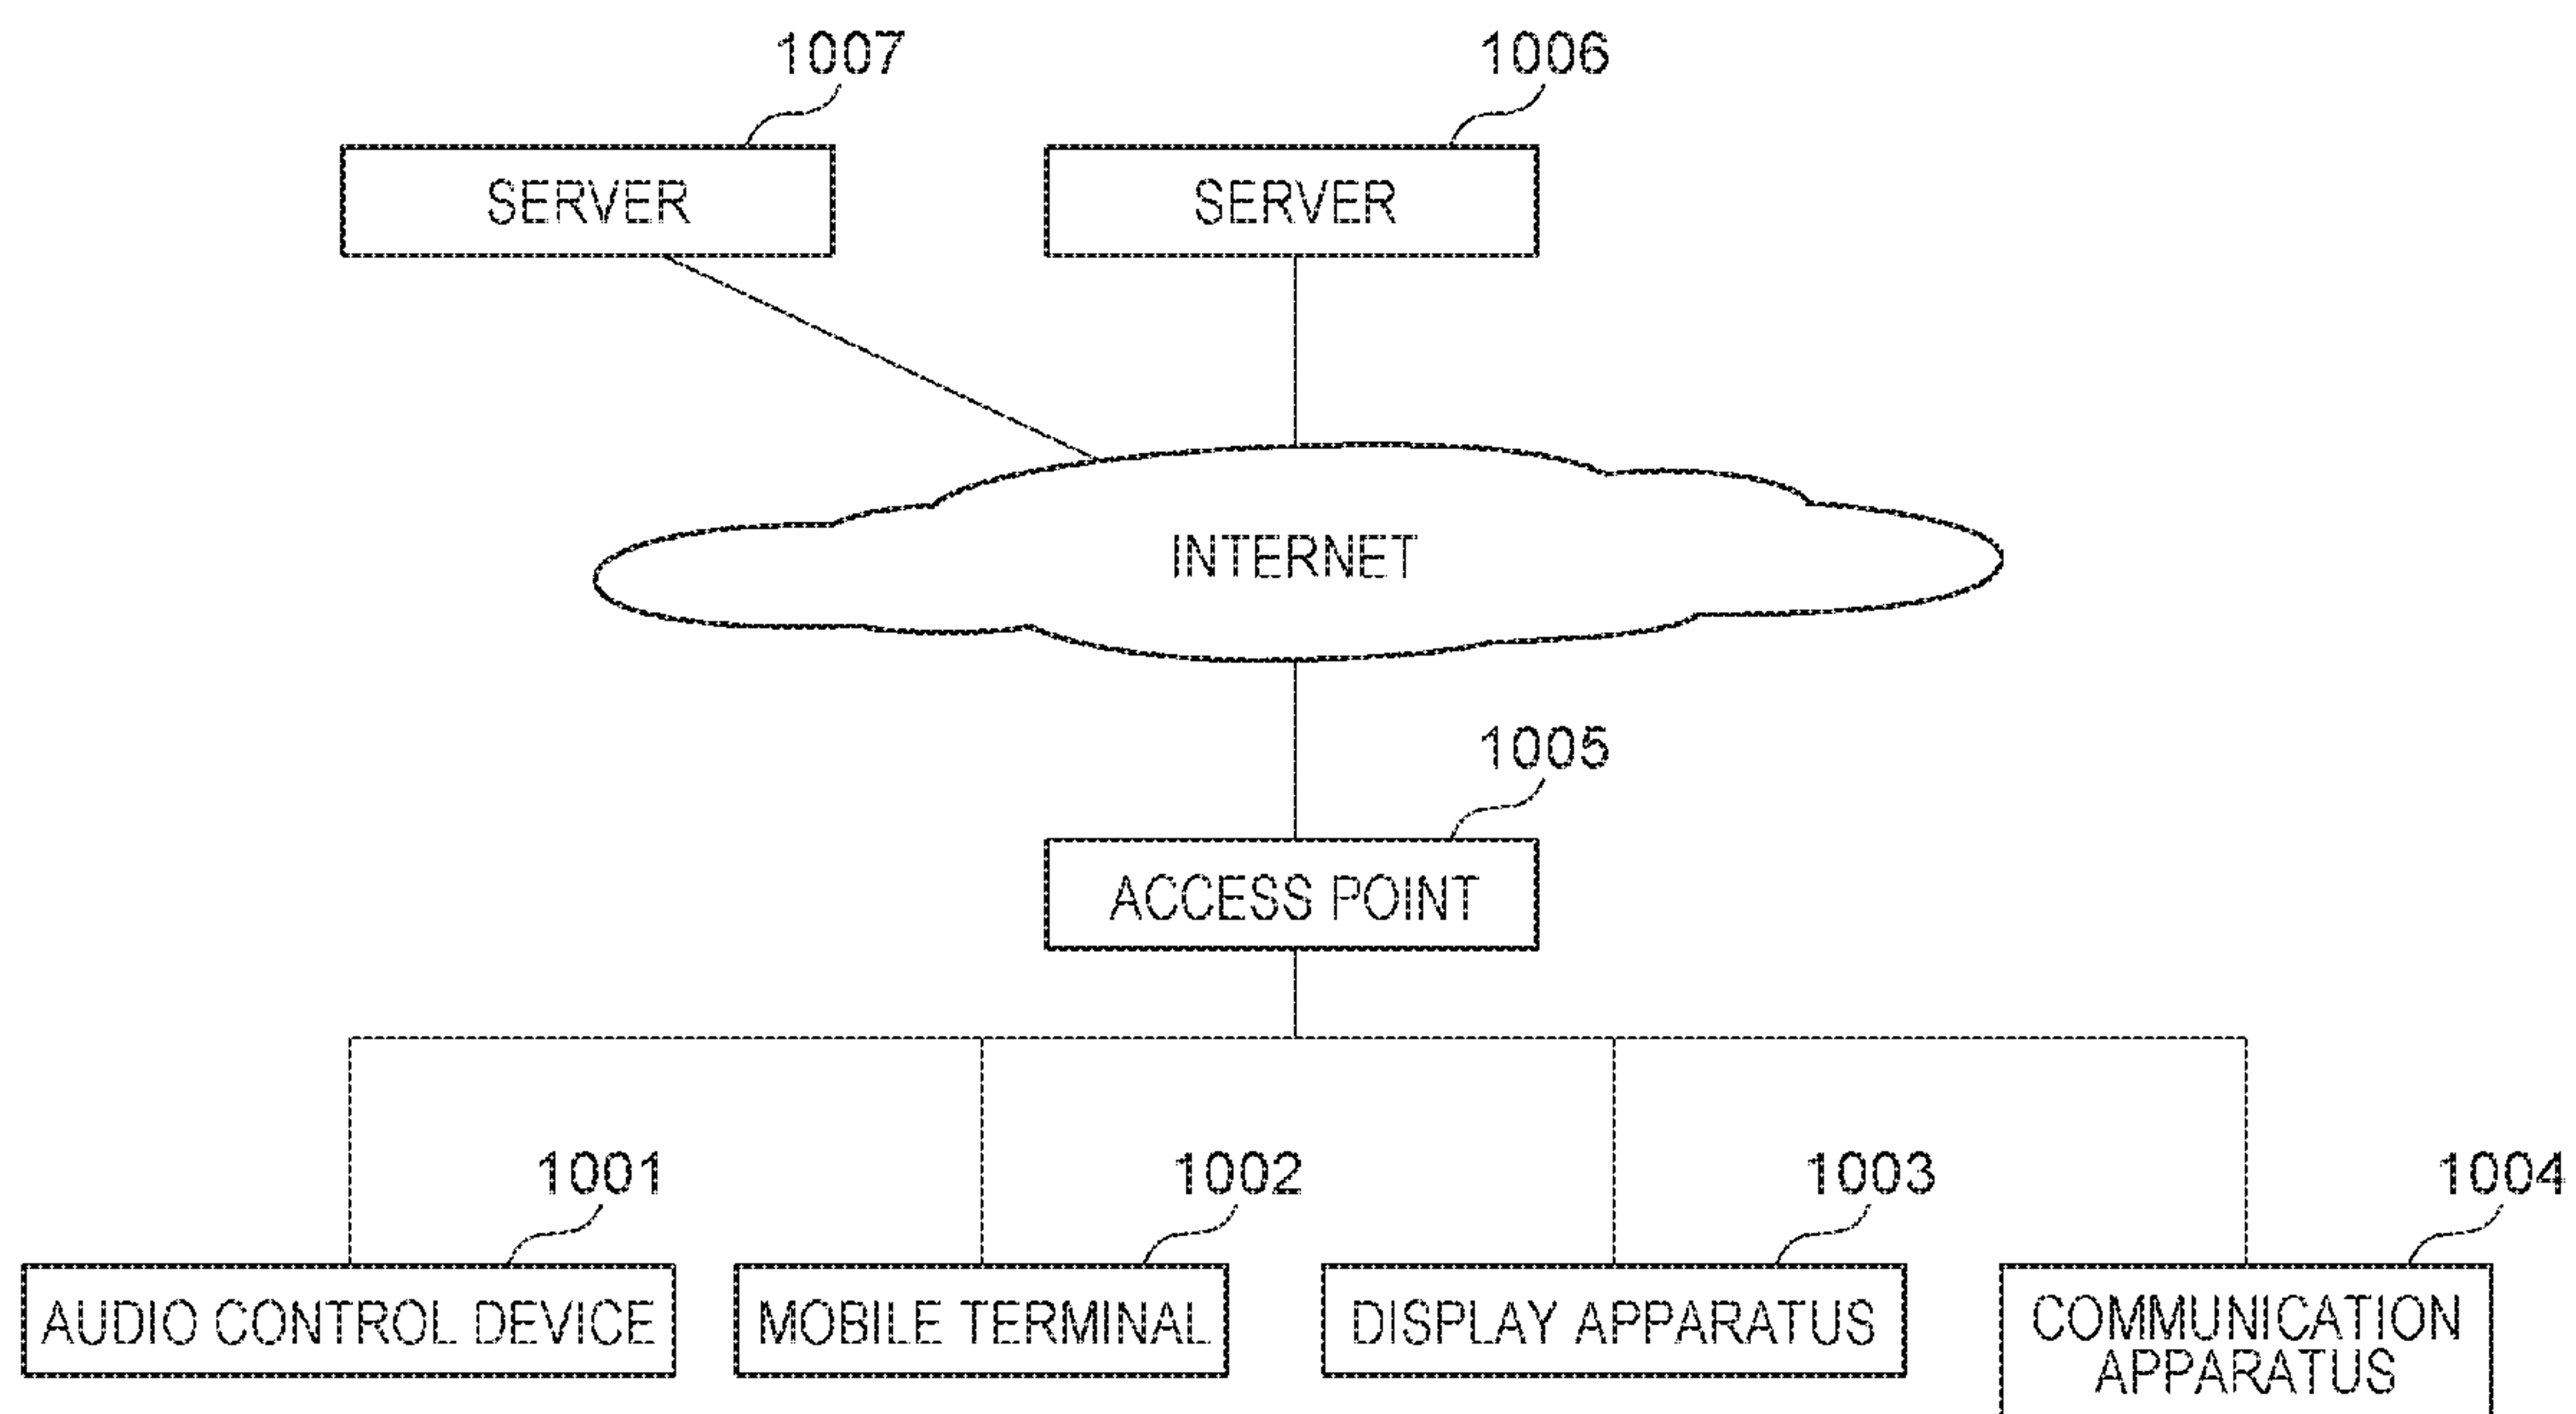 1007
1006
SERVER
SERVER
INTERNET
1005
ACCESS POINT
1001
1002
1003
1004
AUDIO CONTROL DEVICE
MOBILE TERMINAL
DISPLAY APPARATUS
COMMUNICATION
APPARATUS